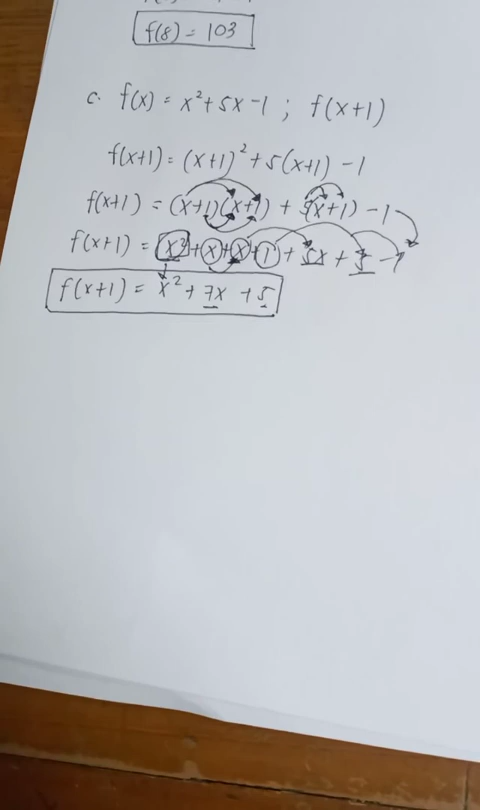 f(8) = 103
c. f(x) = x² + 5x - 1 ; f(x+1)
f(x+1) = (x+1)² + 5(x+1) - 1
f(x+1) = (x+1)(x+1) + 5(x+1) - 1
f(x+1) = x² + x + x + 1 + 5x + 5 - 1
f(x+1) = x² + 7x + 5